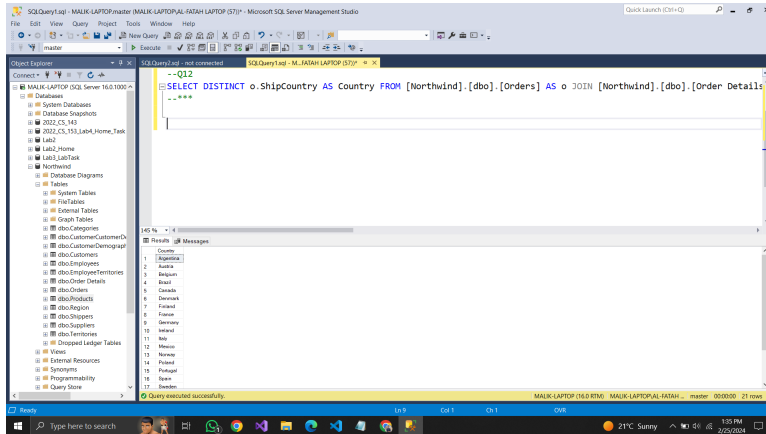 SQLQuery1.sql - MALIK-LAPTOP.master (MALIK-LAPTOP\AL-FATAH LAPTOP (57))* - Microsoft SQL Server Management Studio
Quick Launch (Ctrl+Q)
File Edit View Query Project Tools Window Help
New Query
master
Execute
Object Explorer
SQLQuery2.sql - not connected
SQLQuery1.sql - M...FATAH LAPTOP (57))*
Connect
MALIK-LAPTOP (SQL Server 16.0.1000
Databases
System Databases
Database Snapshots
2022_CS_143
2022_CS_153_Lab4_Home_Task
Lab2
Lab2_Home
Lab3_LabTask
Northwind
Database Diagrams
Tables
System Tables
FileTables
External Tables
Graph Tables
dbo.Categories
dbo.CustomerCustomerD
dbo.CustomerDemograph
dbo.Customers
dbo.Employees
dbo.EmployeeTerritories
dbo.Order Details
dbo.Orders
dbo.Products
dbo.Region
dbo.Shippers
dbo.Suppliers
dbo.Territories
Dropped Ledger Tables
Views
External Resources
Synonyms
Programmability
Query Store
--Q12
SELECT DISTINCT o.ShipCountry AS Country FROM [Northwind].[dbo].[Orders] AS o JOIN [Northwind].[dbo].[Order Details
--***
145 %
Results Messages
Country
1 Argentina
2 Austria
3 Belgium
4 Brazil
5 Canada
6 Denmark
7 Finland
8 France
9 Germany
10 Ireland
11 Italy
12 Mexico
13 Norway
14 Poland
15 Portugal
16 Spain
17 Sweden
Query executed successfully.
MALIK-LAPTOP (16.0 RTM) MALIK-LAPTOP\AL-FATAH ... master 00:00:00 21 rows
Ready
Ln 9 Col 1 Ch 1 OVR
Type here to search
21°C Sunny
1:35 PM
2/25/2024